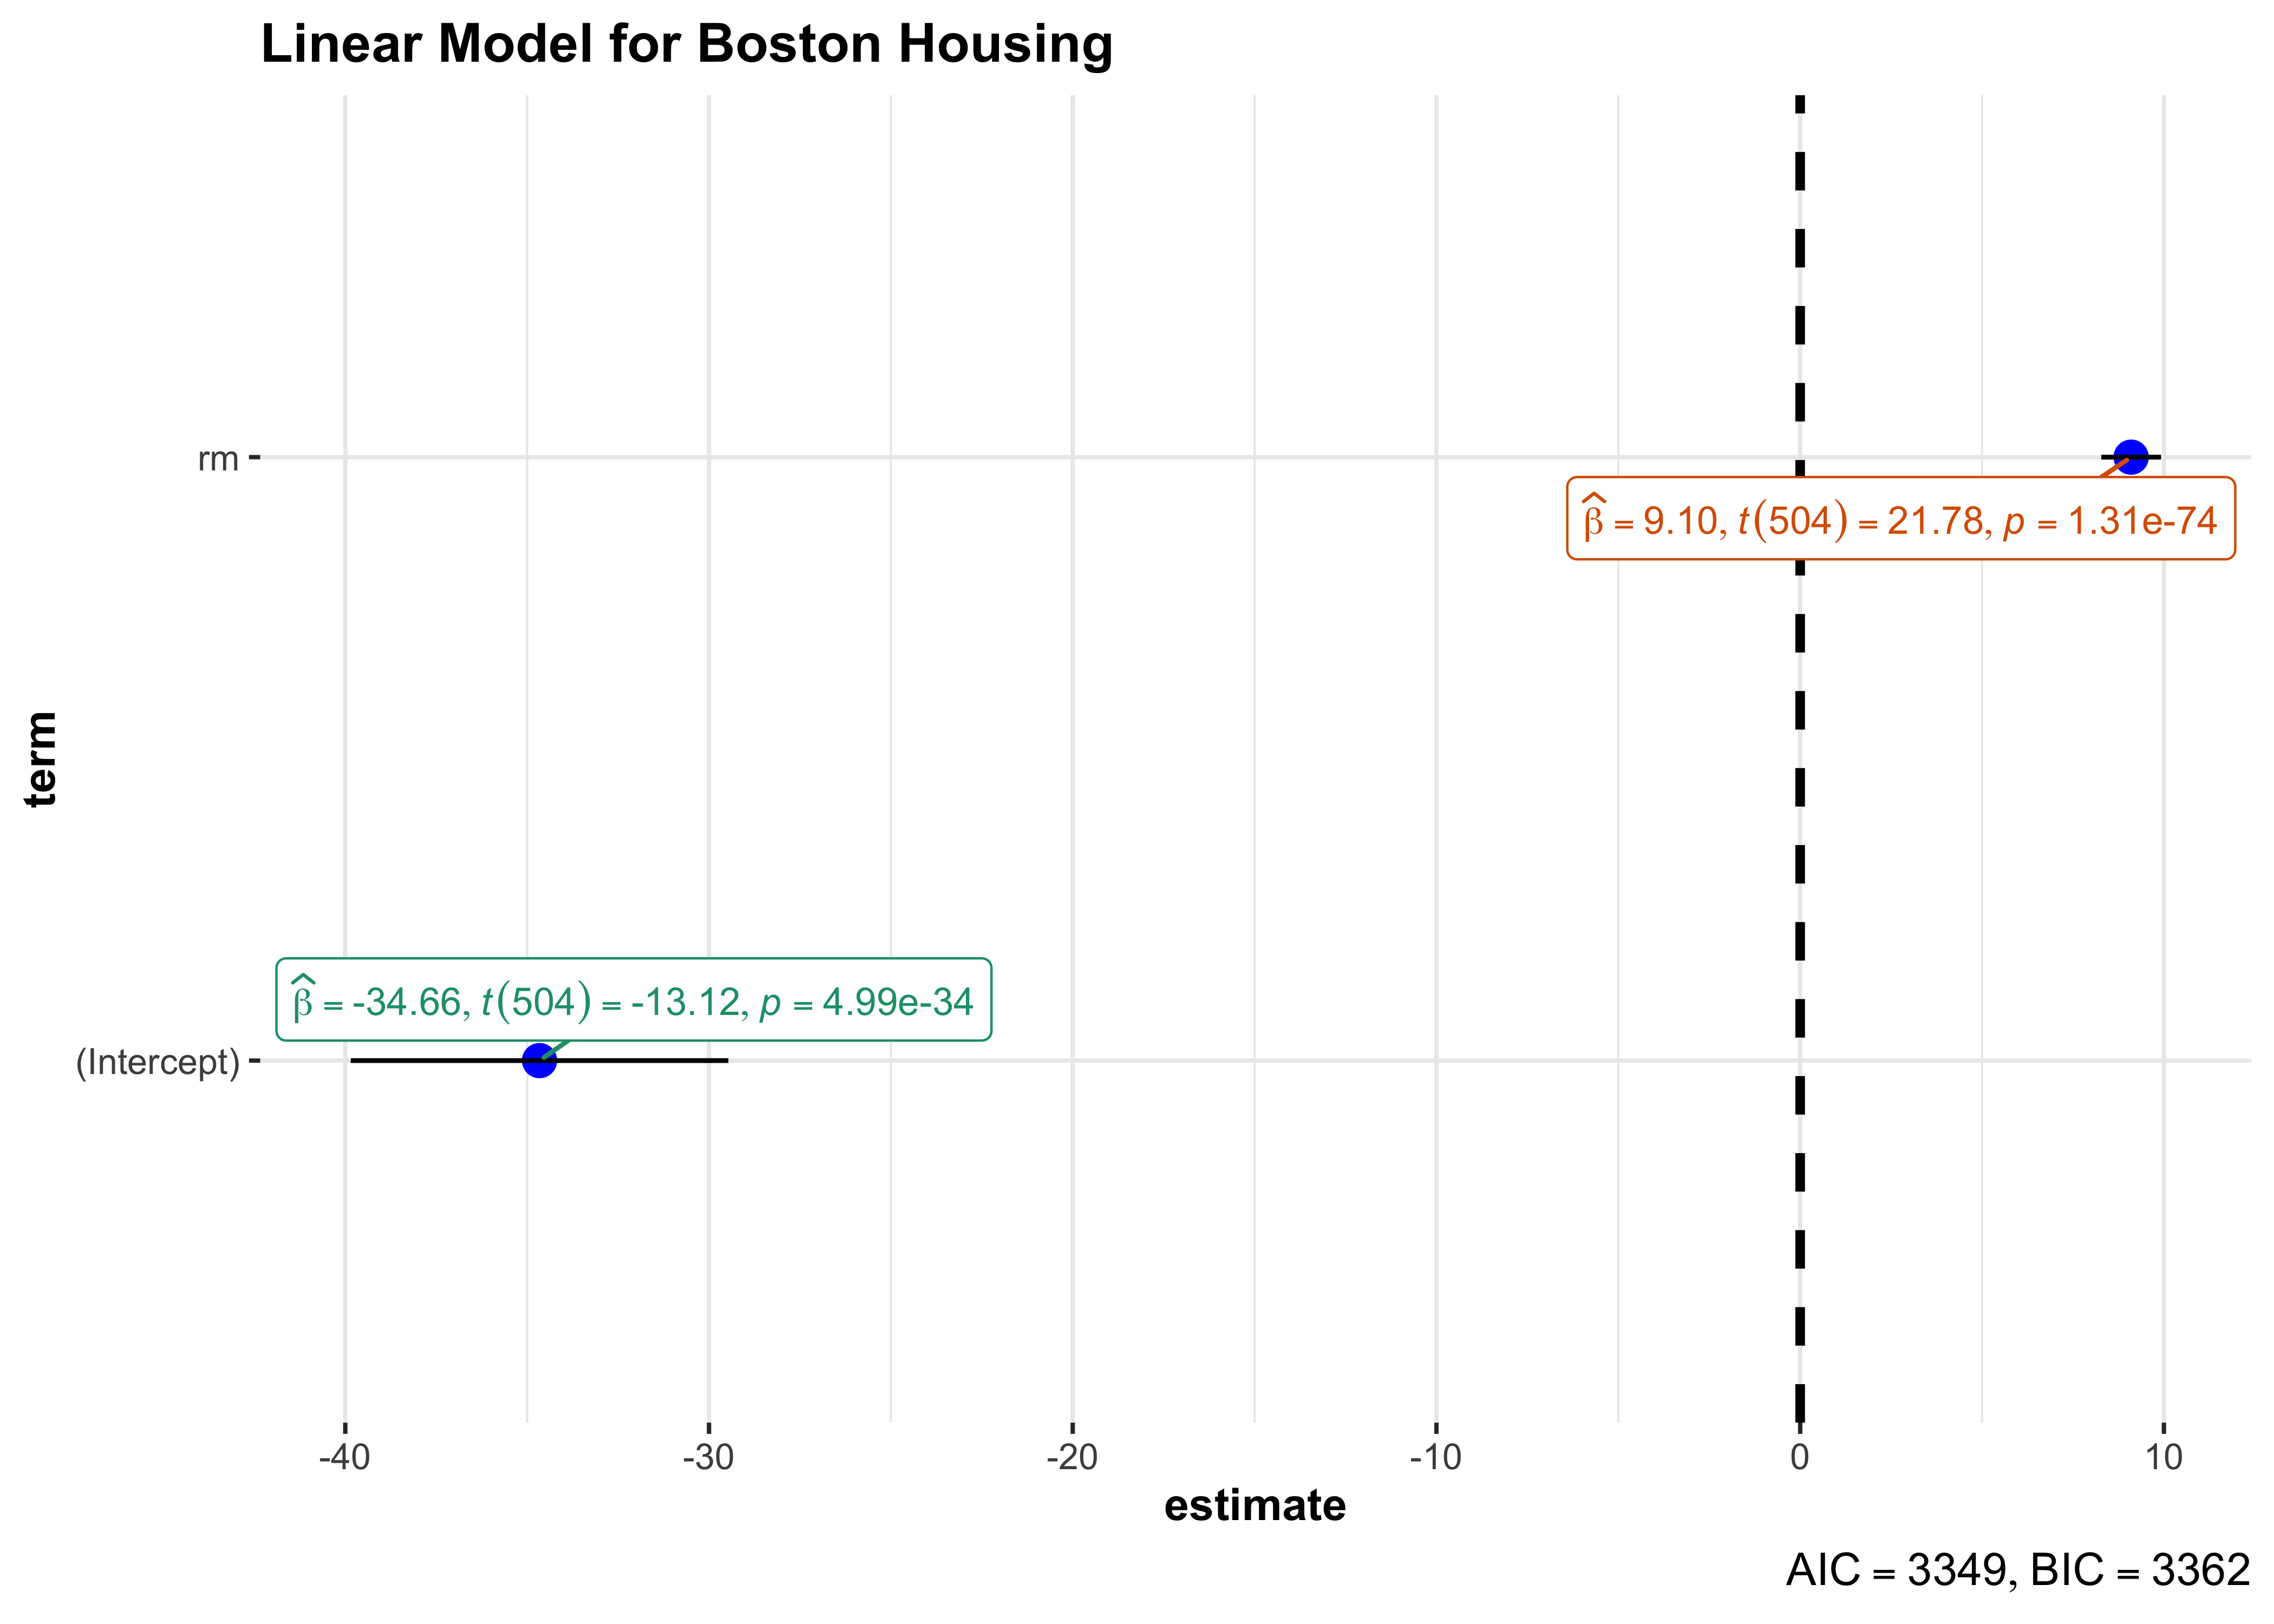 Linear Model for Boston Housing
rm
β̂ = 9.10, t(504) = 21.78, p = 1.31e-74
term
β̂ = -34.66, t(504) = -13.12, p = 4.99e-34
(Intercept)
-40 -30 -20 -10 0 10
estimate
AIC = 3349, BIC = 3362